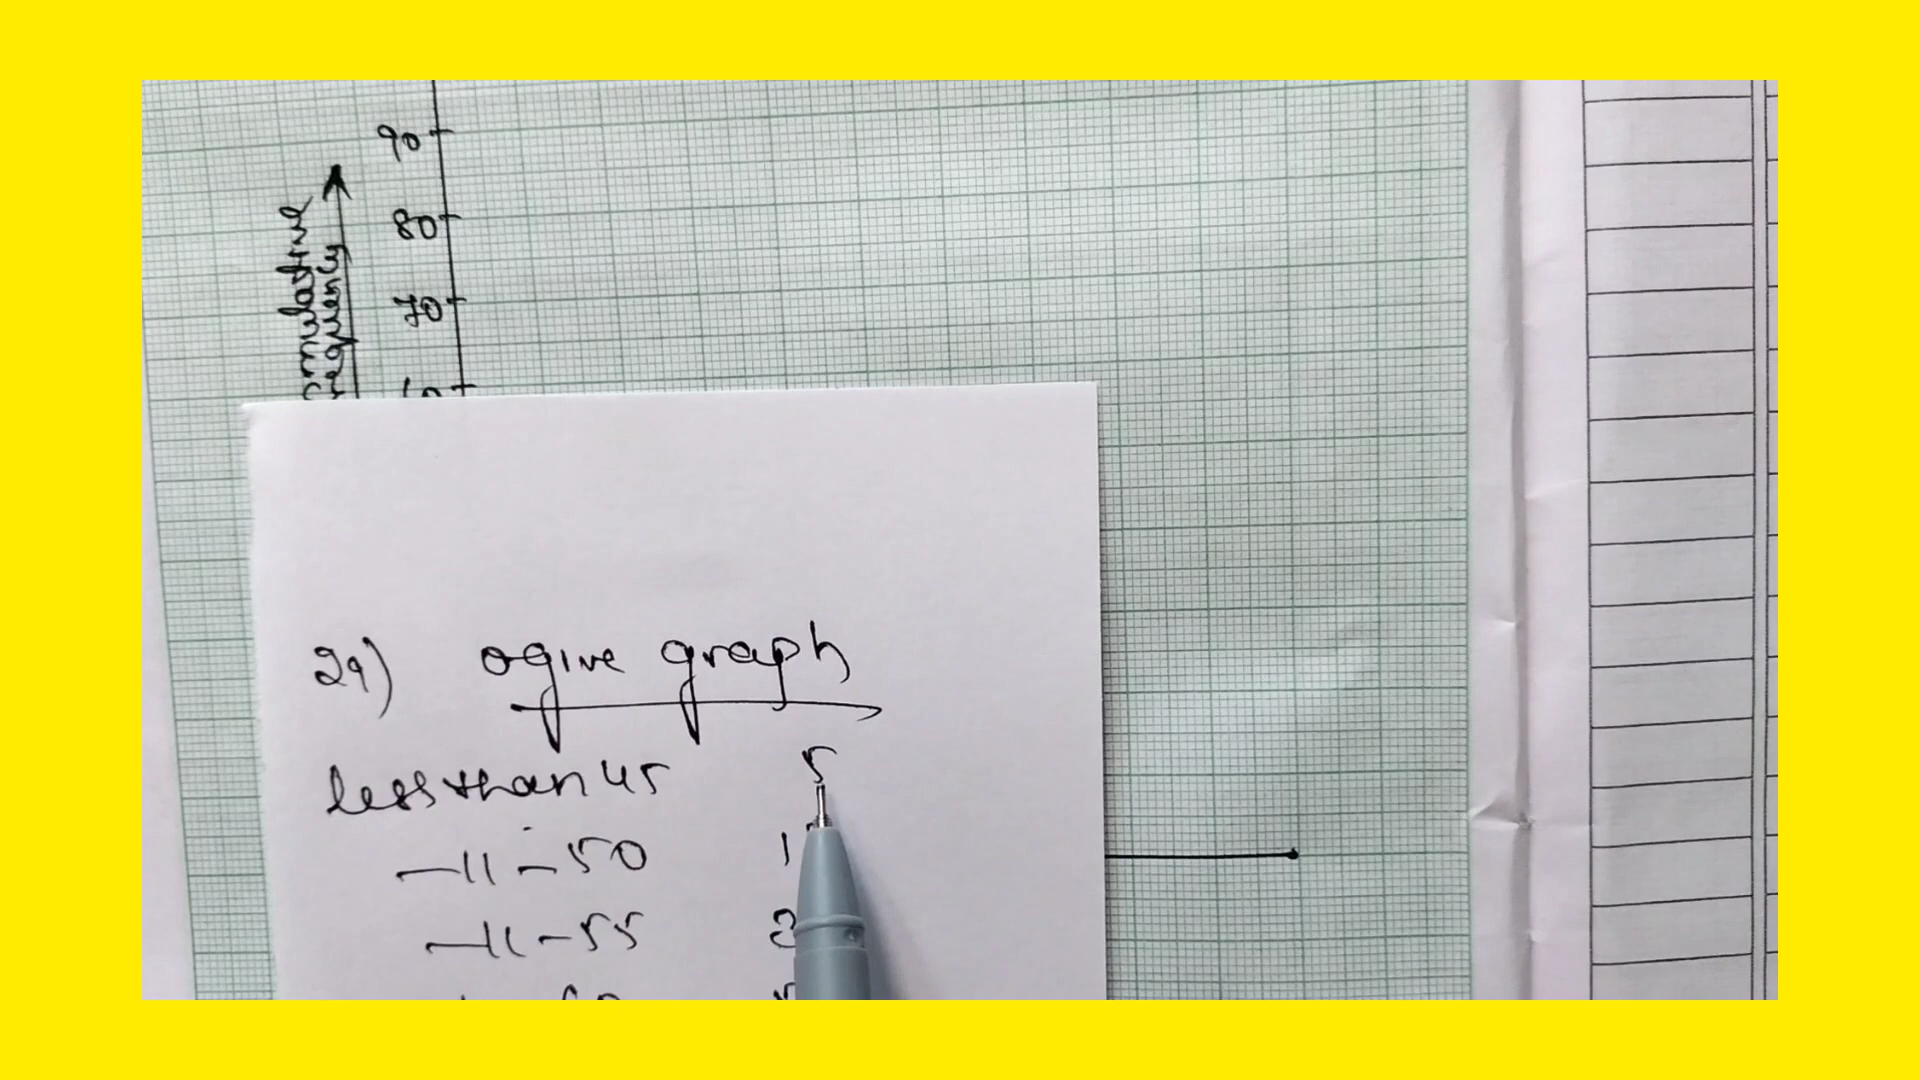 90
80
70
cumulative
frequency
29) ogive graph
less than 45 5
—11—50
—11—55